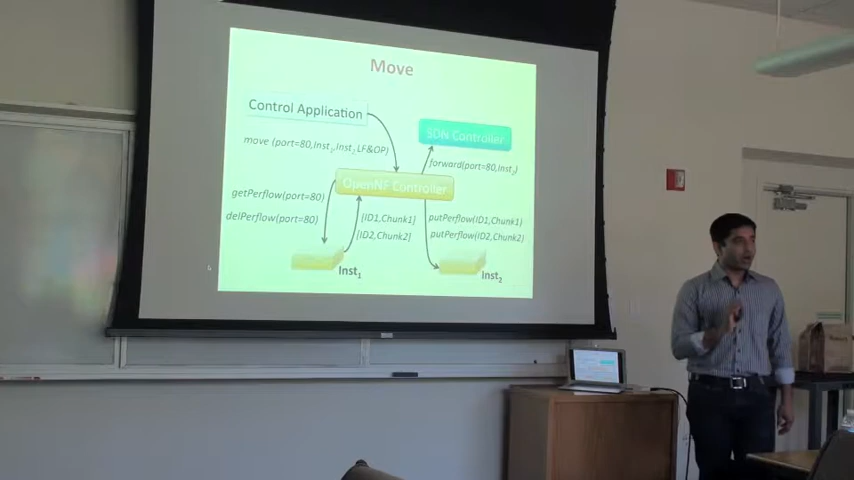 Move
Control Application
SDN Controller
move (port=80,Inst1,Inst2,LF&OP)
forward(port=80,Inst2)
OpenNF Controller
getPerflow(port=80)
delPerflow(port=80)
[ID1,Chunk1]
[ID2,Chunk2]
putPerflow(ID1,Chunk1)
putPerflow(ID2,Chunk2)
Inst1
Inst2